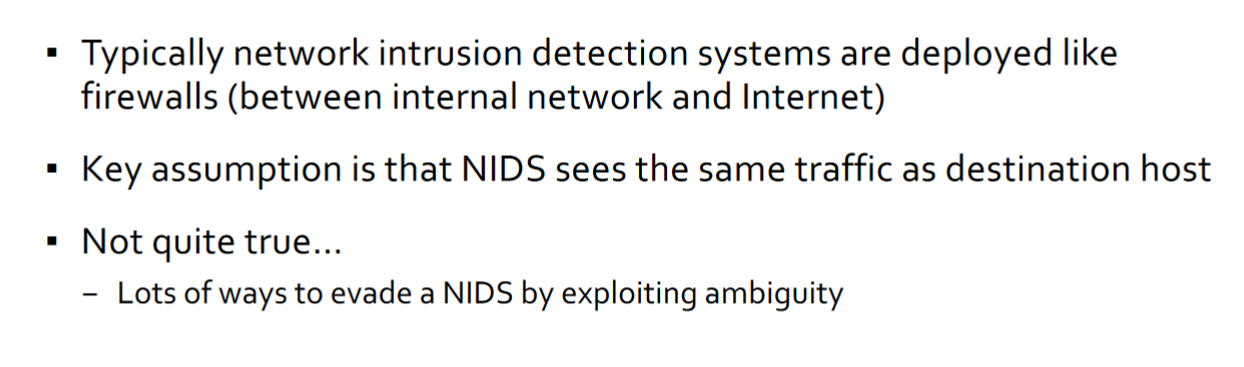 ▪ Typically network intrusion detection systems are deployed like
firewalls (between internal network and Internet)
▪ Key assumption is that NIDS sees the same traffic as destination host
▪ Not quite true…
– Lots of ways to evade a NIDS by exploiting ambiguity